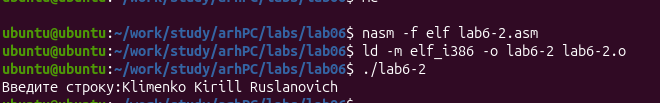 ubuntu@ubuntu:~/work/study/arhPC/labs/lab06$ nasm -f elf lab6-2.asm
ubuntu@ubuntu:~/work/study/arhPC/labs/lab06$ ld -m elf_i386 -o lab6-2 lab6-2.o
ubuntu@ubuntu:~/work/study/arhPC/labs/lab06$ ./lab6-2
Введите строку:Klimenko Kirill Ruslanovich